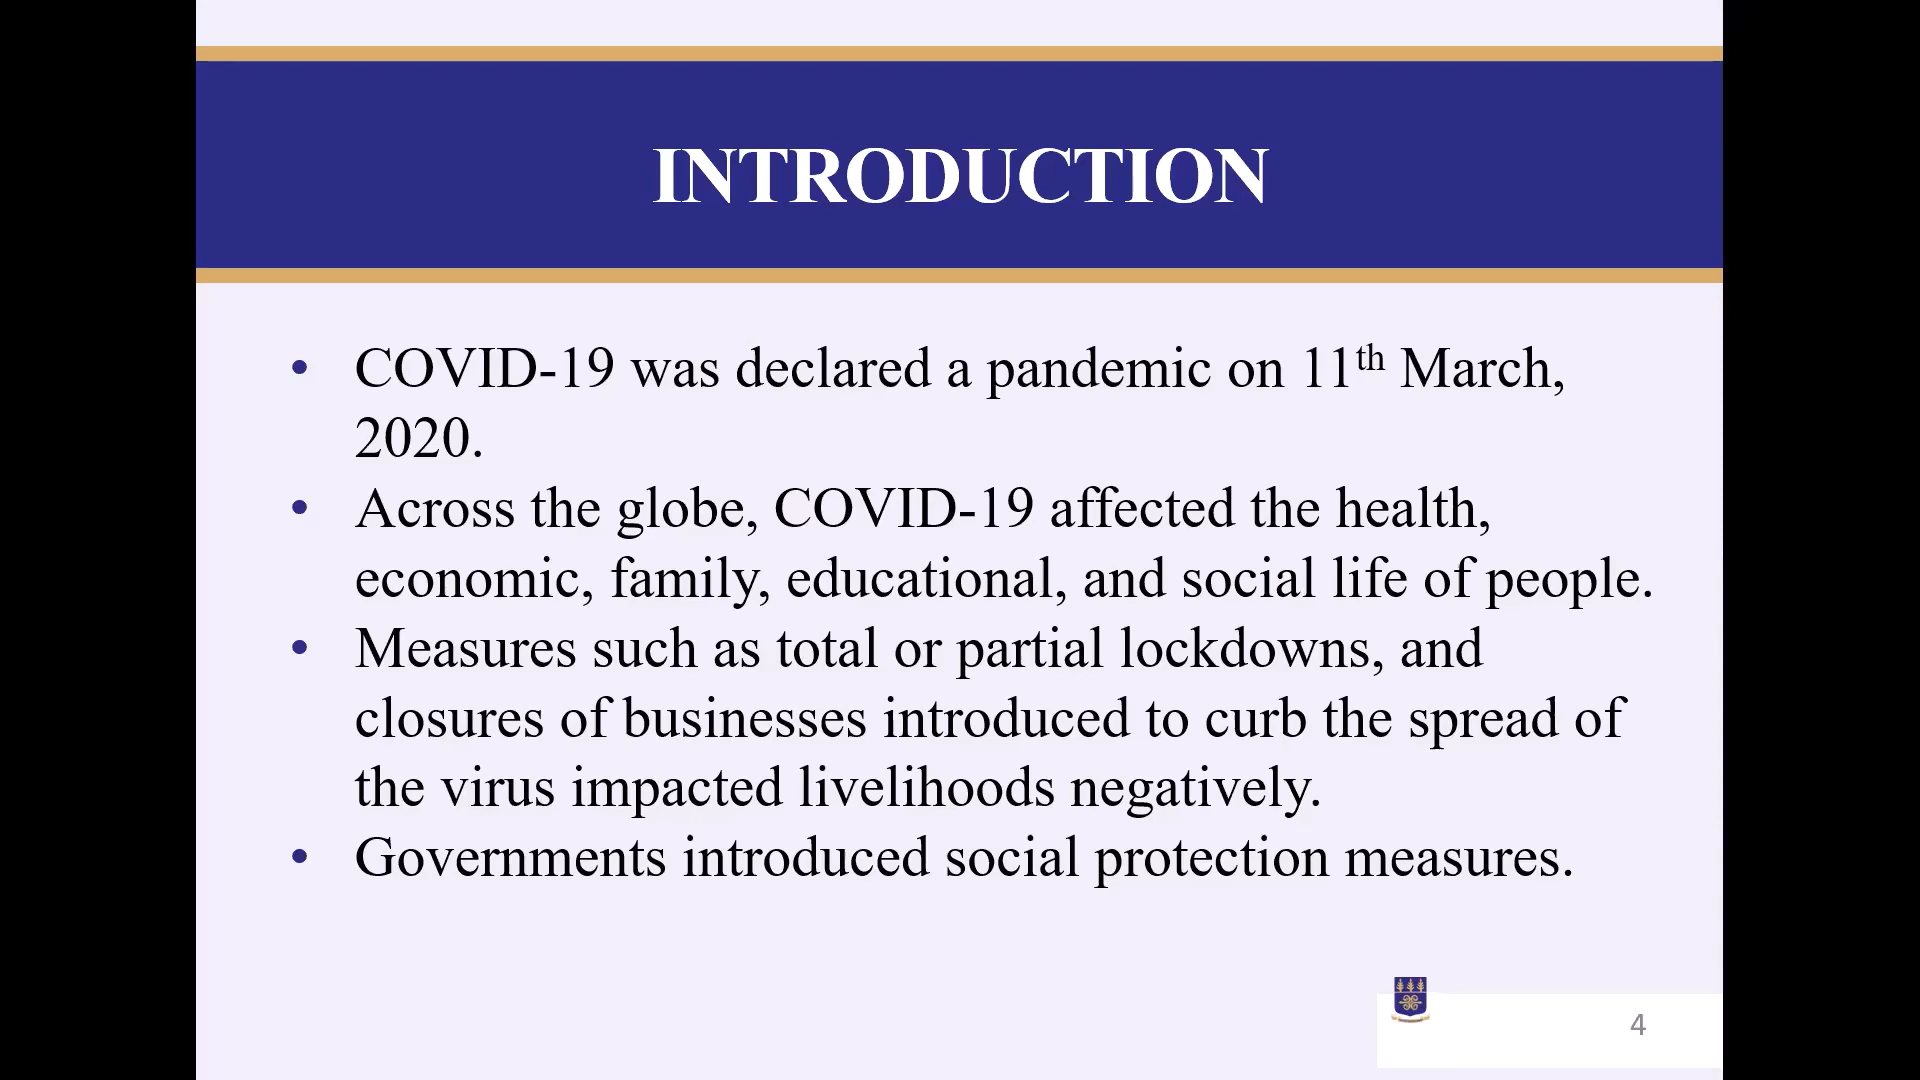 INTRODUCTION
• COVID-19 was declared a pandemic on 11th March,
2020.
• Across the globe, COVID-19 affected the health,
economic, family, educational, and social life of people.
• Measures such as total or partial lockdowns, and
closures of businesses introduced to curb the spread of
the virus impacted livelihoods negatively.
• Governments introduced social protection measures.
4